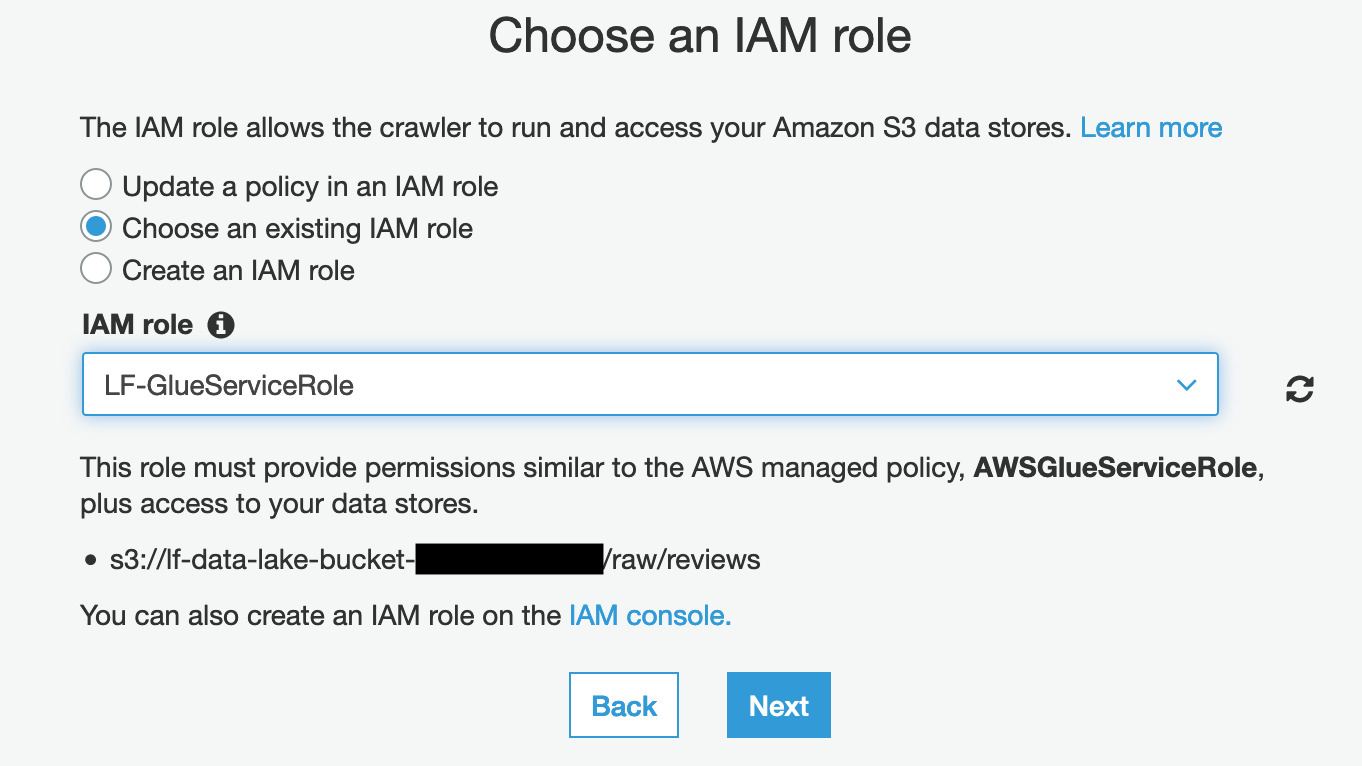 Choose an IAM role
The IAM role allows the crawler to run and access your Amazon S3 data stores. Learn more
Update a policy in an IAM role
Choose an existing IAM role
Create an IAM role
IAM role
LF-GlueServiceRole
This role must provide permissions similar to the AWS managed policy, AWSGlueServiceRole,
plus access to your data stores.
• s3://lf-data-lake-bucket- /raw/reviews
You can also create an IAM role on the IAM console.
Back Next